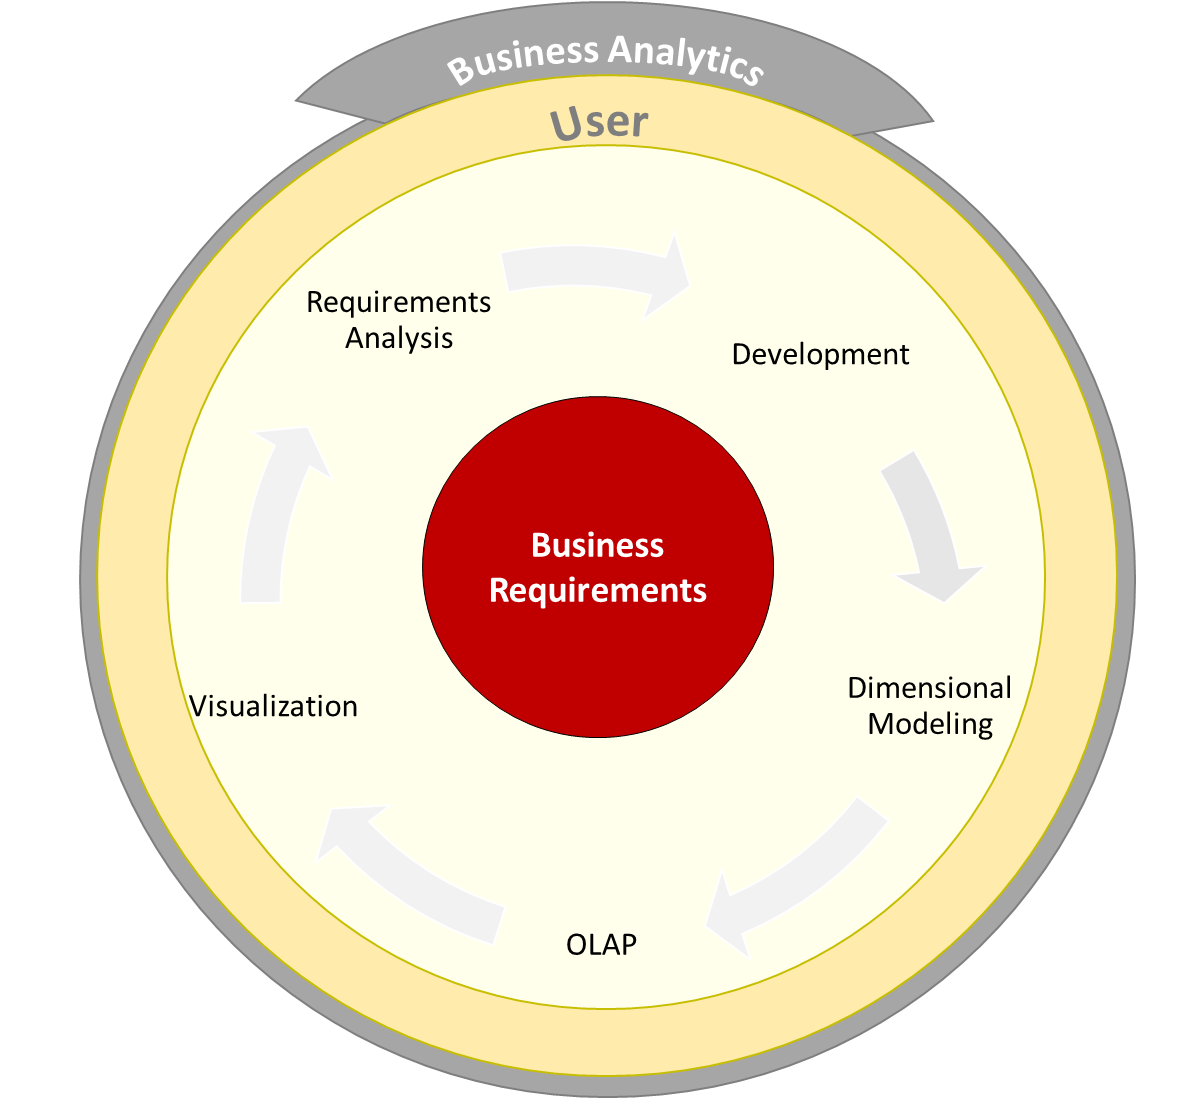 Business Analytics
User
Requirements
Analysis
Development
Business
Requirements
Dimensional
Modeling
Visualization
OLAP